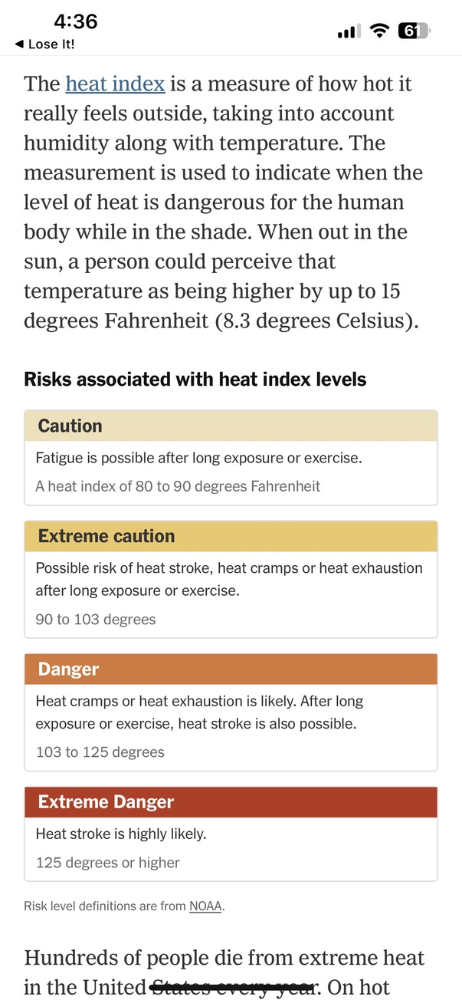 4:36
61
◀ Lose It!
The heat index is a measure of how hot it
really feels outside, taking into account
humidity along with temperature. The
measurement is used to indicate when the
level of heat is dangerous for the human
body while in the shade. When out in the
sun, a person could perceive that
temperature as being higher by up to 15
degrees Fahrenheit (8.3 degrees Celsius).
Risks associated with heat index levels
Caution
Fatigue is possible after long exposure or exercise.
A heat index of 80 to 90 degrees Fahrenheit
Extreme caution
Possible risk of heat stroke, heat cramps or heat exhaustion
after long exposure or exercise.
90 to 103 degrees
Danger
Heat cramps or heat exhaustion is likely. After long
exposure or exercise, heat stroke is also possible.
103 to 125 degrees
Extreme Danger
Heat stroke is highly likely.
125 degrees or higher
Risk level definitions are from NOAA.
Hundreds of people die from extreme heat
in the United States every year. On hot